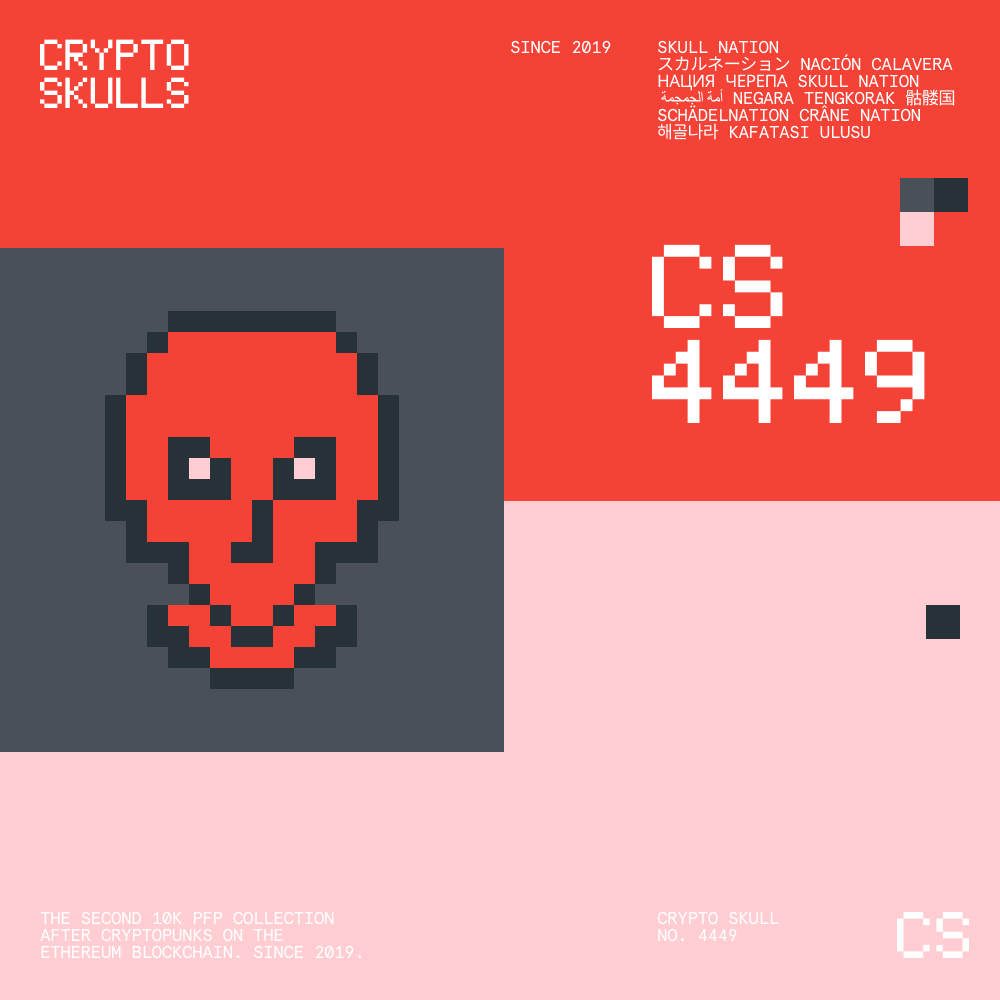 CRYPTO
SKULLS
SINCE 2019
SKULL NATION
スカルネーション NACIÓN CALAVERA
НАЦИЯ ЧЕРЕПА SKULL NATION
أمة الجمجمة NEGARA TENGKORAK 骷髅国
SCHÄDELNATION CRÂNE NATION
해골나라 KAFATASI ULUSU
CS
4449
THE SECOND 10K PFP COLLECTION
AFTER CRYPTOPUNKS ON THE
ETHEREUM BLOCKCHAIN. SINCE 2019.
CRYPTO SKULL
NO. 4449
CS